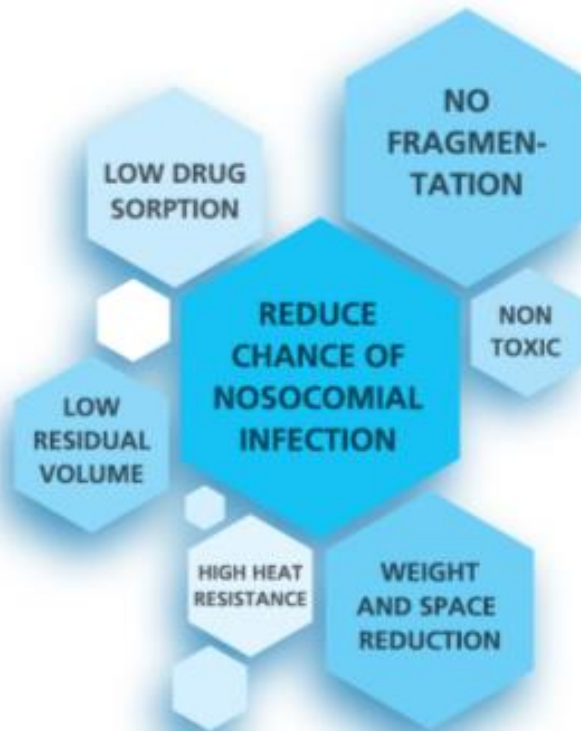 NO
FRAGMEN-
TATION
LOW DRUG
SORPTION
REDUCE
CHANCE OF
NOSOCOMIAL
INFECTION
NON
TOXIC
LOW
RESIDUAL
VOLUME
HIGH HEAT
RESISTANCE
WEIGHT
AND SPACE
REDUCTION